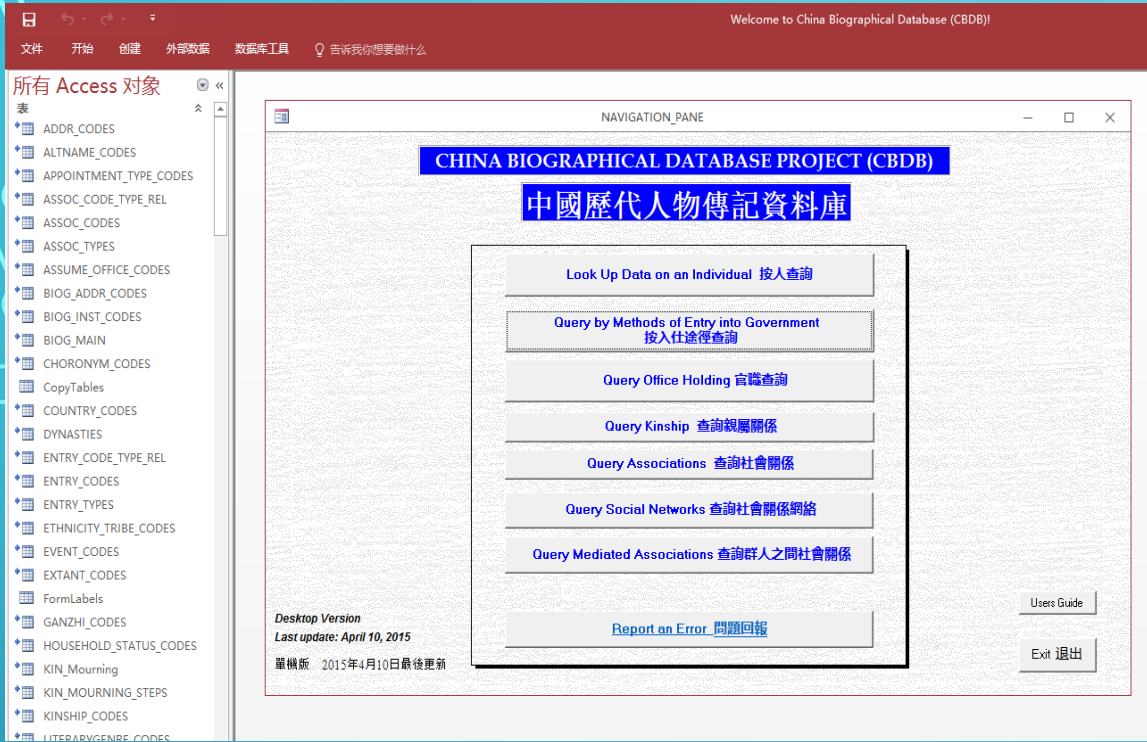 Welcome to China Biographical Database (CBDB)!
文件 开始 创建 外部数据 数据库工具 告诉我你想要做什么
所有 Access 对象
表
ADDR_CODES
ALTNAME_CODES
APPOINTMENT_TYPE_CODES
ASSOC_CODE_TYPE_REL
ASSOC_CODES
ASSOC_TYPES
ASSUME_OFFICE_CODES
BIOG_ADDR_CODES
BIOG_INST_CODES
BIOG_MAIN
CHORONYM_CODES
CopyTables
COUNTRY_CODES
DYNASTIES
ENTRY_CODE_TYPE_REL
ENTRY_CODES
ENTRY_TYPES
ETHNICITY_TRIBE_CODES
EVENT_CODES
EXTANT_CODES
FormLabels
GANZHI_CODES
HOUSEHOLD_STATUS_CODES
KIN_Mourning
KIN_MOURNING_STEPS
KINSHIP_CODES
LITERARYGENRE_CODES
NAVIGATION_PANE
CHINA BIOGRAPHICAL DATABASE PROJECT (CBDB)
中國歷代人物傳記資料庫
Look Up Data on an Individual 按人查詢
Query by Methods of Entry into Government
按入仕途徑查詢
Query Office Holding 官職查詢
Query Kinship 查詢親屬關係
Query Associations 查詢社會關係
Query Social Networks 查詢社會關係網絡
Query Mediated Associations 查詢群人之間社會關係
Report an Error 問題回報
Desktop Version
Last update: April 10, 2015
單機版 2015年4月10日最後更新
Users Guide
Exit 退出